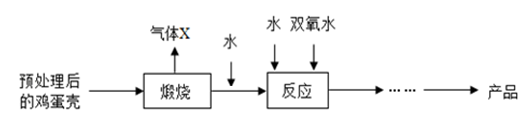 气体X
水
水 双氧水
预处理后
的鸡蛋壳
煅烧
反应
……
产品